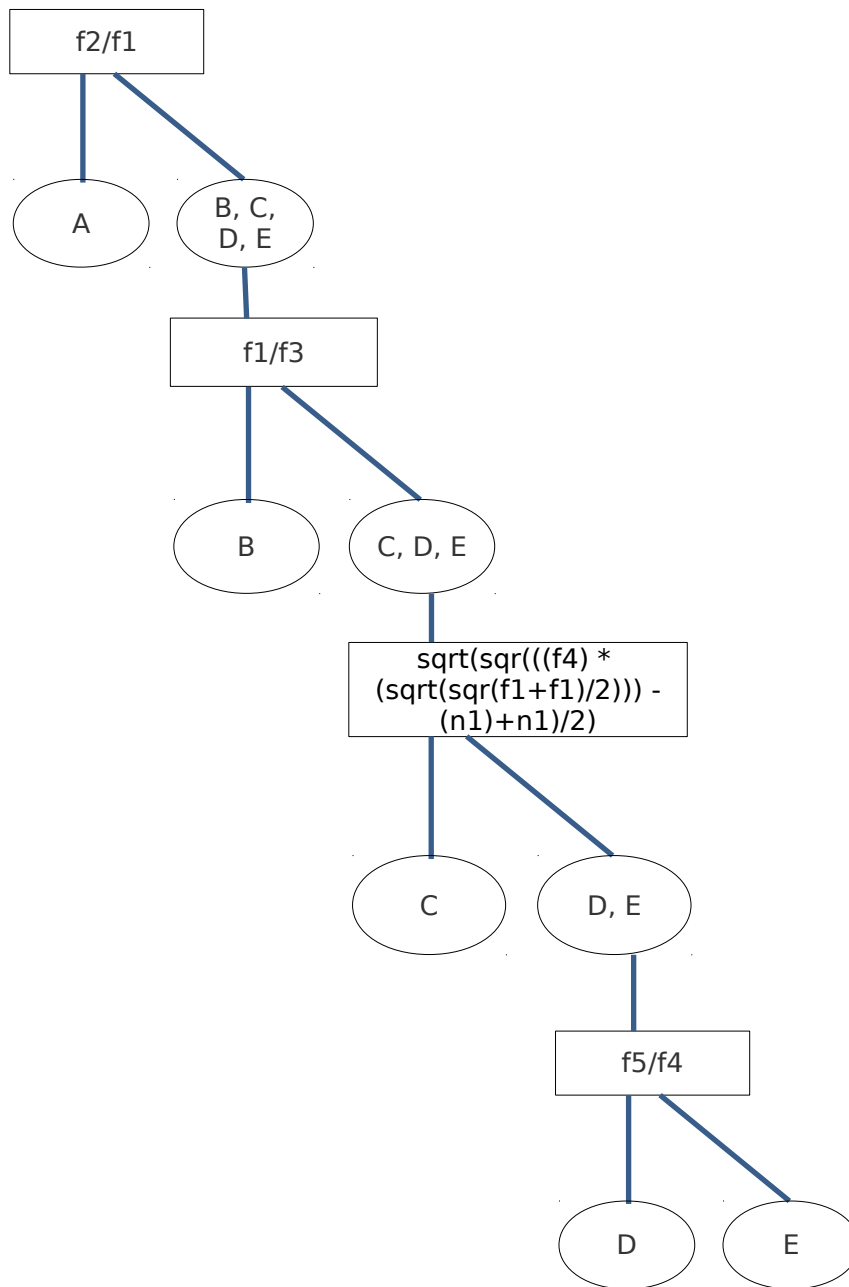 f2/f1
A
B, C,
D, E
f1/f3
B
C, D, E
sqrt(sqr(((f4) *
(sqrt(sqr(f1+f1)/2))) -
(n1)+n1)/2)
C
D, E
f5/f4
D
E